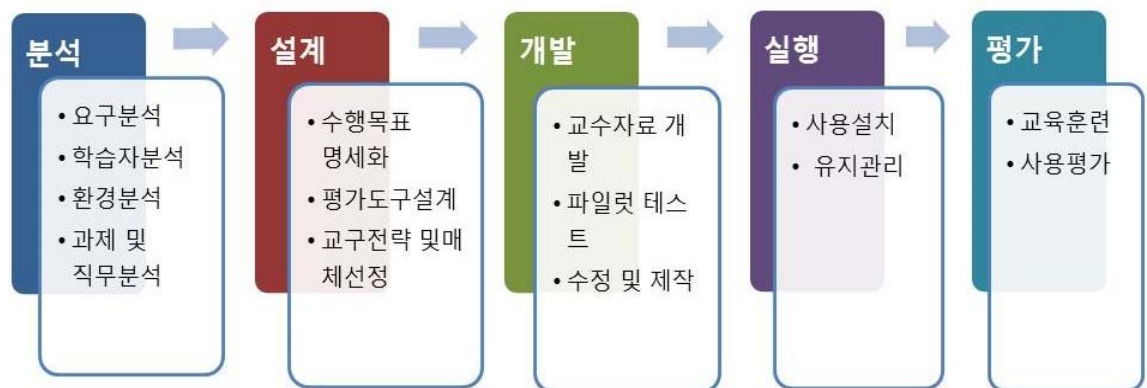 분석
• 요구분석
• 학습자분석
• 환경분석
• 과제 및
직무분석
설계
• 수행목표
명세화
• 평가도구설계
• 교구전략 및매
체선정
개발
• 교수자료 개
발
• 파일럿 테스
트
• 수정 및 제작
실행
• 사용설치
• 유지관리
평가
• 교육훈련
• 사용평가